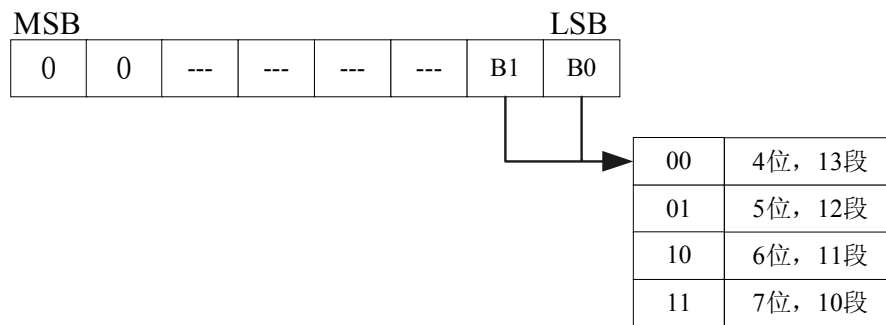 MSB LSB
0 0 --- --- --- --- B1 B0
00 4位，13段
01 5位，12段
10 6位，11段
11 7位，10段